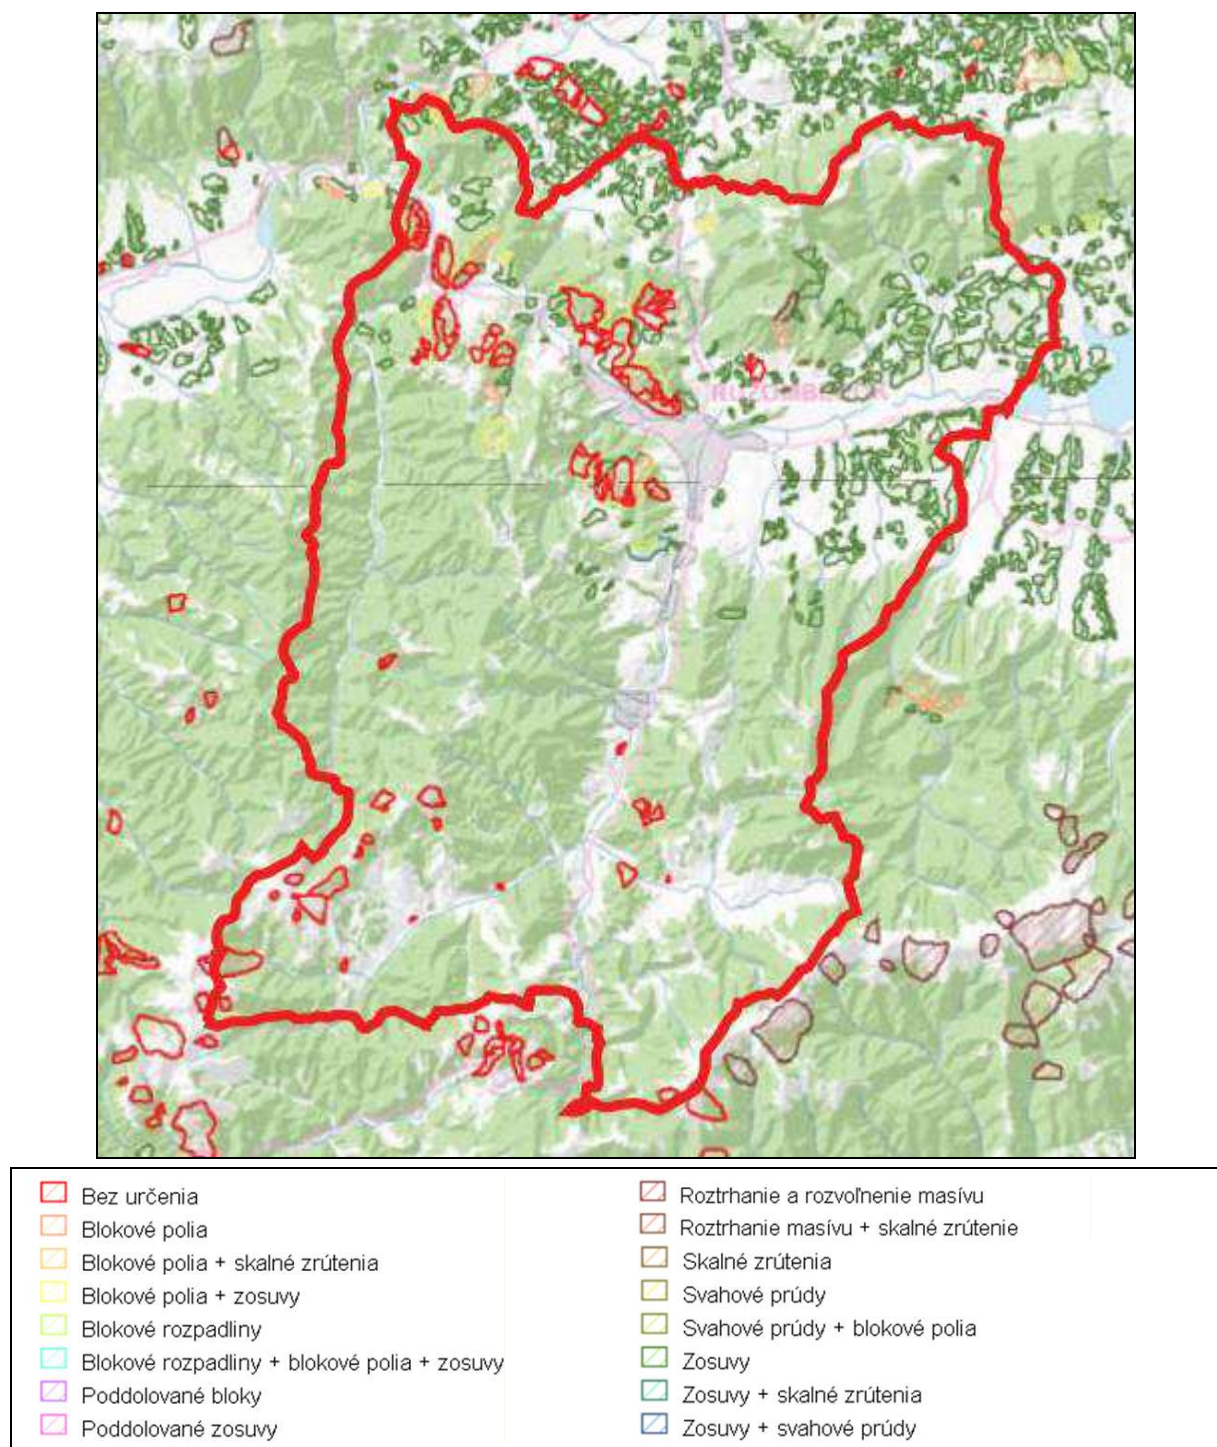 RUŽOMBEROK
Bez určenia
Blokové polia
Blokové polia + skalné zrútenia
Blokové polia + zosuvy
Blokové rozpadliny
Blokové rozpadliny + blokové polia + zosuvy
Poddolované bloky
Poddolované zosuvy
Roztrhanie a rozvoľnenie masívu
Roztrhanie masívu + skalné zrútenie
Skalné zrútenia
Svahové prúdy
Svahové prúdy + blokové polia
Zosuvy
Zosuvy + skalné zrútenia
Zosuvy + svahové prúdy